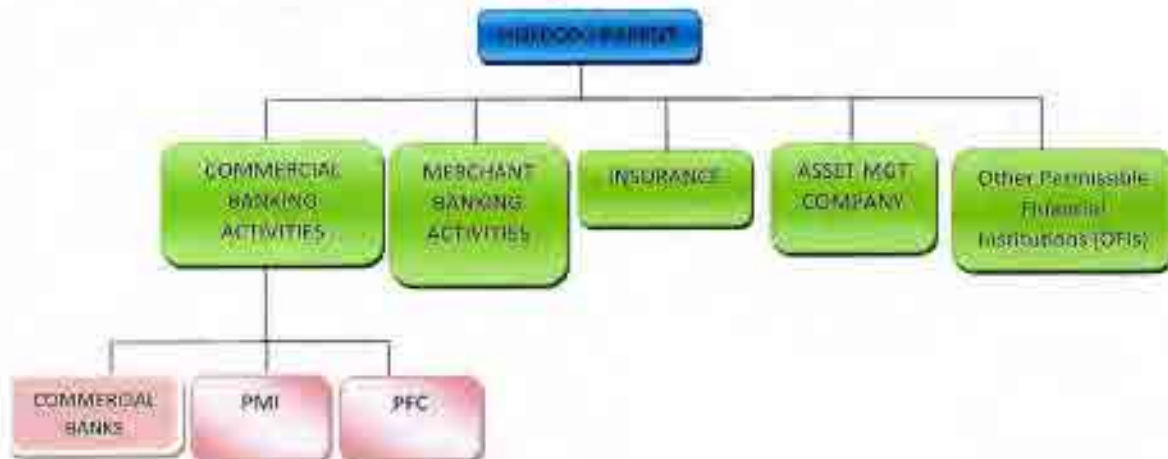 COMMERCIAL
BANKING
ACTIVITIES
MERCHANT
BANKING
ACTIVITIES
INSURANCE
ASSET MGT
COMPANY
Other Permissible
Financial
Institutions (OFIs)
COMMERCIAL
BANKS
PMI
PFC